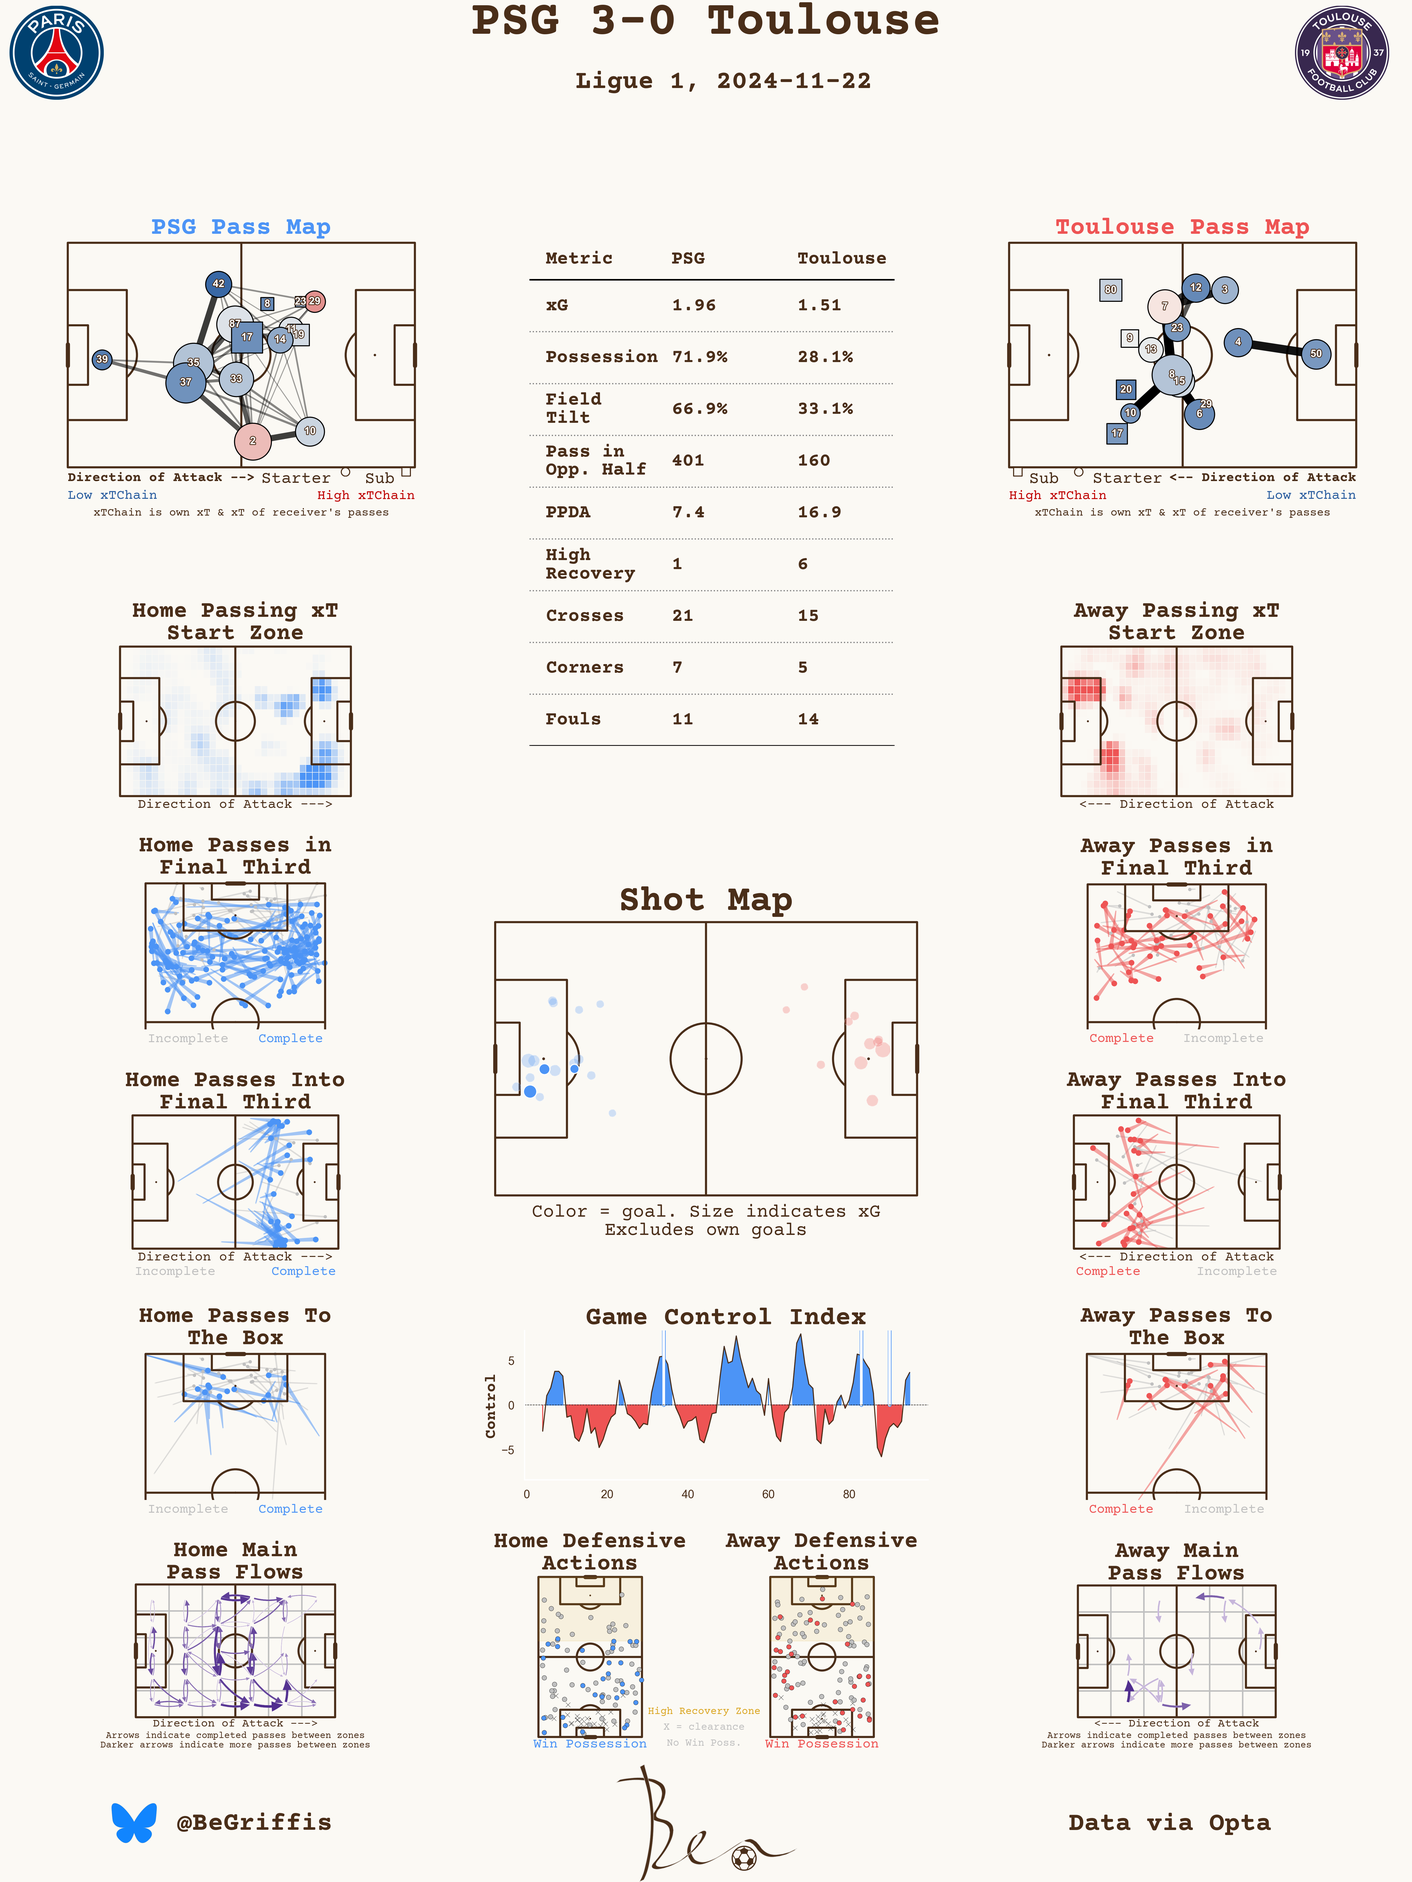 PSG 3-0 Toulouse
Ligue 1, 2024-11-22
PARIS
SAINT - GERMAIN
TOULOUSE
19 37
FOOTBALL CLUB
PSG Pass Map
42
8
23
29
87
17
11
19
14
39
35
37
33
2
10
Direction of Attack --> Starter Sub
Low xTChain High xTChain
xTChain is own xT & xT of receiver's passes
Metric PSG Toulouse
xG 1.96 1.51
Possession 71.9% 28.1%
Field
Tilt 66.9% 33.1%
Pass in
Opp. Half 401 160
PPDA 7.4 16.9
High
Recovery 1 6
Crosses 21 15
Corners 7 5
Fouls 11 14
Toulouse Pass Map
80
12
3
7
23
9
13
4
50
8
15
20
10
29
6
17
Sub Starter <-- Direction of Attack
High xTChain Low xTChain
xTChain is own xT & xT of receiver's passes
Home Passing xT
Start Zone
Direction of Attack --->
Away Passing xT
Start Zone
<--- Direction of Attack
Home Passes in
Final Third
Incomplete Complete
Away Passes in
Final Third
Complete Incomplete
Shot Map
Color = goal. Size indicates xG
Excludes own goals
Home Passes Into
Final Third
Direction of Attack --->
Incomplete Complete
Away Passes Into
Final Third
<--- Direction of Attack
Complete Incomplete
Home Passes To
The Box
Incomplete Complete
Game Control Index
Control
5
0
−5
0 20 40 60 80
Away Passes To
The Box
Complete Incomplete
Home Main
Pass Flows
Direction of Attack --->
Arrows indicate completed passes between zones
Darker arrows indicate more passes between zones
Home Defensive
Actions
Win Possession
High Recovery Zone
X = clearance
No Win Poss.
Away Defensive
Actions
Win Possession
Away Main
Pass Flows
<--- Direction of Attack
Arrows indicate completed passes between zones
Darker arrows indicate more passes between zones
@BeGriffis
Ben
Data via Opta